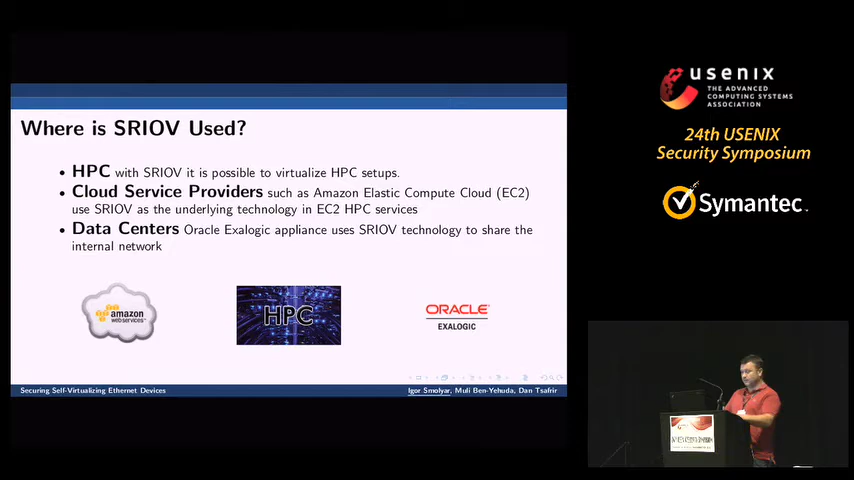 Where is SRIOV Used?
• HPC with SRIOV it is possible to virtualize HPC setups.
• Cloud Service Providers such as Amazon Elastic Compute Cloud (EC2)
use SRIOV as the underlying technology in EC2 HPC services
• Data Centers Oracle Exalogic appliance uses SRIOV technology to share the
internal network
amazon
webservices™
HPC
ORACLE®
EXALOGIC
Securing Self-Virtualizing Ethernet Devices
Igor Smolyar, Muli Ben-Yehuda, Dan Tsafrir
usenix
THE ADVANCED
COMPUTING SYSTEMS
ASSOCIATION
24th USENIX
Security Symposium
Symantec.